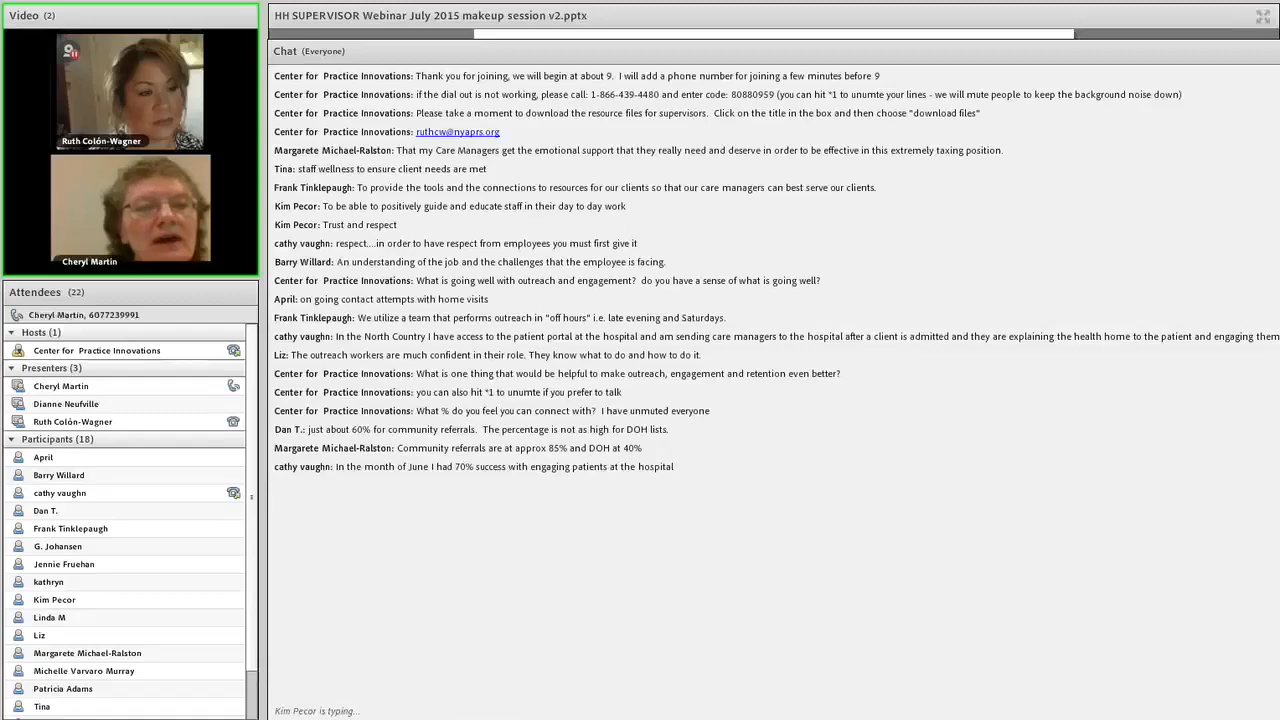 Video (2)
Ruth Colón-Wagner
Cheryl Martin
Attendees (22)
Cheryl Martin, 6077239991
Hosts (1)
Center for Practice Innovations
Presenters (3)
Cheryl Martin
Dianne Neufville
Ruth Colón-Wagner
Participants (18)
April
Barry Willard
cathy vaughn
Dan T.
Frank Tinklepaugh
G. Johansen
Jennie Fruehan
kathryn
Kim Pecor
Linda M
Liz
Margarete Michael-Ralston
Michelle Varvaro Murray
Patricia Adams
Tina
HH SUPERVISOR Webinar July 2015 makeup session v2.pptx
Chat (Everyone)
Center for Practice Innovations: Thank you for joining, we will begin at about 9. I will add a phone number for joining a few minutes before 9
Center for Practice Innovations: if the dial out is not working, please call: 1-866-439-4480 and enter code: 80880959 (you can hit *1 to unumte your lines - we will mute people to keep the background noise down)
Center for Practice Innovations: Please take a moment to download the resource files for supervisors. Click on the title in the box and then choose "download files"
Center for Practice Innovations: ruthcw@nyaprs.org
Margarete Michael-Ralston: That my Care Managers get the emotional support that they really need and deserve in order to be effective in this extremely taxing position.
Tina: staff wellness to ensure client needs are met
Frank Tinklepaugh: To provide the tools and the connections to resources for our clients so that our care managers can best serve our clients.
Kim Pecor: To be able to positively guide and educate staff in their day to day work
Kim Pecor: Trust and respect
cathy vaughn: respect....in order to have respect from employees you must first give it
Barry Willard: An understanding of the job and the challenges that the employee is facing.
Center for Practice Innovations: What is going well with outreach and engagement? do you have a sense of what is going well?
April: on going contact attempts with home visits
Frank Tinklepaugh: We utilize a team that performs outreach in "off hours" i.e. late evening and Saturdays.
cathy vaughn: In the North Country I have access to the patient portal at the hospital and am sending care managers to the hospital after a client is admitted and they are explaining the health home to the patient and engaging them
Liz: The outreach workers are much confident in their role. They know what to do and how to do it.
Center for Practice Innovations: What is one thing that would be helpful to make outreach, engagement and retention even better?
Center for Practice Innovations: you can also hit *1 to unumte if you prefer to talk
Center for Practice Innovations: What % do you feel you can connect with? I have unmuted everyone
Dan T.: just about 60% for community referrals. The percentage is not as high for DOH lists.
Margarete Michael-Ralston: Community referrals are at approx 85% and DOH at 40%
cathy vaughn: In the month of June I had 70% success with engaging patients at the hospital
Kim Pecor is typing...